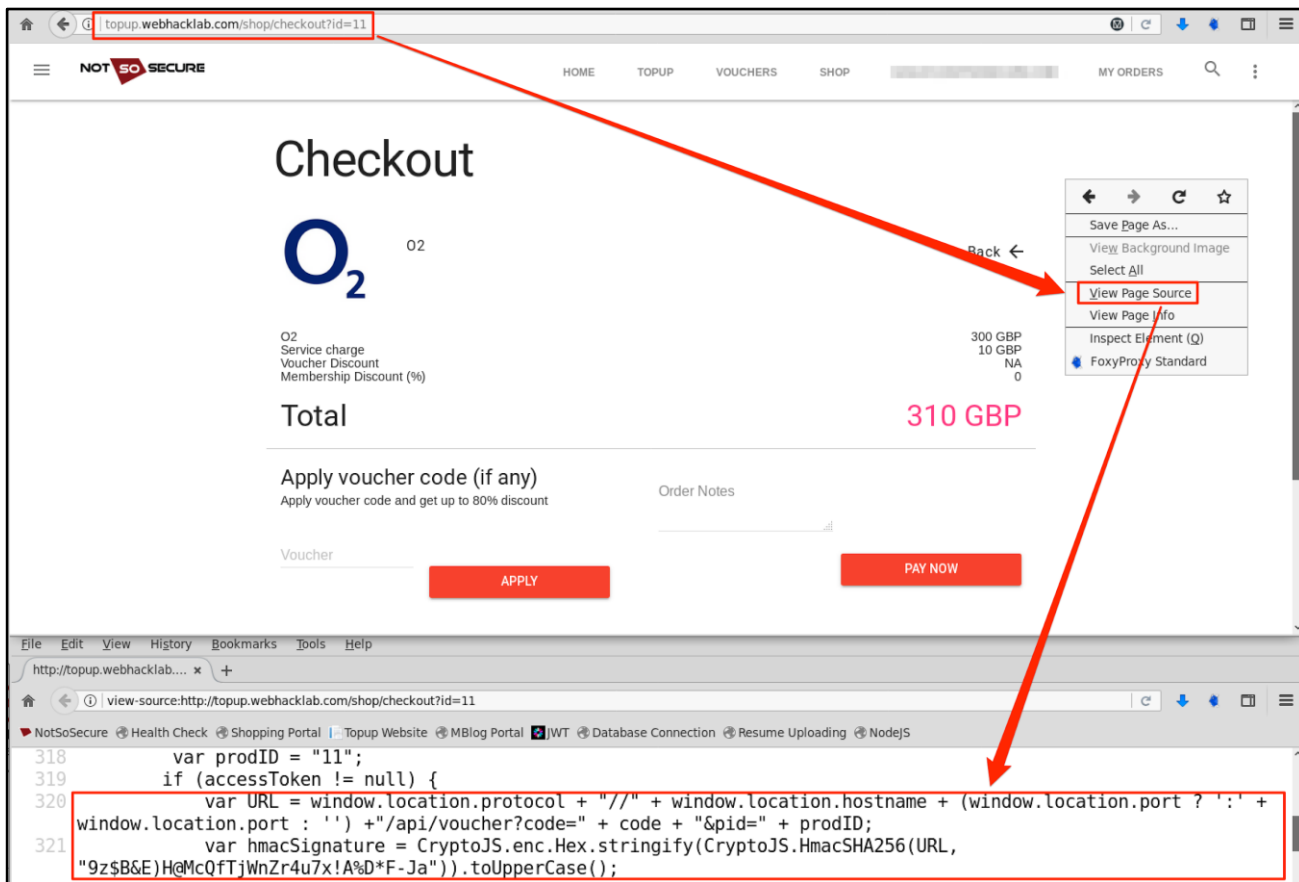 topup.webhacklab.com/shop/checkout?id=11
NOT SO SECURE
HOME TOPUP VOUCHERS SHOP MY ORDERS
Checkout
O2
O2
Back
Save Page As...
View Background Image
Select All
View Page Source
View Page Info
Inspect Element (Q)
FoxyProxy Standard
O2 300 GBP
Service charge 10 GBP
Voucher Discount NA
Membership Discount (%) 0
Total 310 GBP
Apply voucher code (if any)
Apply voucher code and get up to 80% discount
Order Notes
Voucher
APPLY
PAY NOW
File Edit View History Bookmarks Tools Help
http://topup.webhacklab.... × +
view-source:http://topup.webhacklab.com/shop/checkout?id=11
NotSoSecure Health Check Shopping Portal Topup Website MBlog Portal JWT Database Connection Resume Uploading NodeJS
318 var prodID = "11";
319 if (accessToken != null) {
320 var URL = window.location.protocol + "//" + window.location.hostname + (window.location.port ? ':' +
window.location.port : '') +"/api/voucher?code=" + code + "&pid=" + prodID;
321 var hmacSignature = CryptoJS.enc.Hex.stringify(CryptoJS.HmacSHA256(URL,
"9z$B&E)H@McQfTjWnZr4u7x!A%D*F-Ja")).toUpperCase();